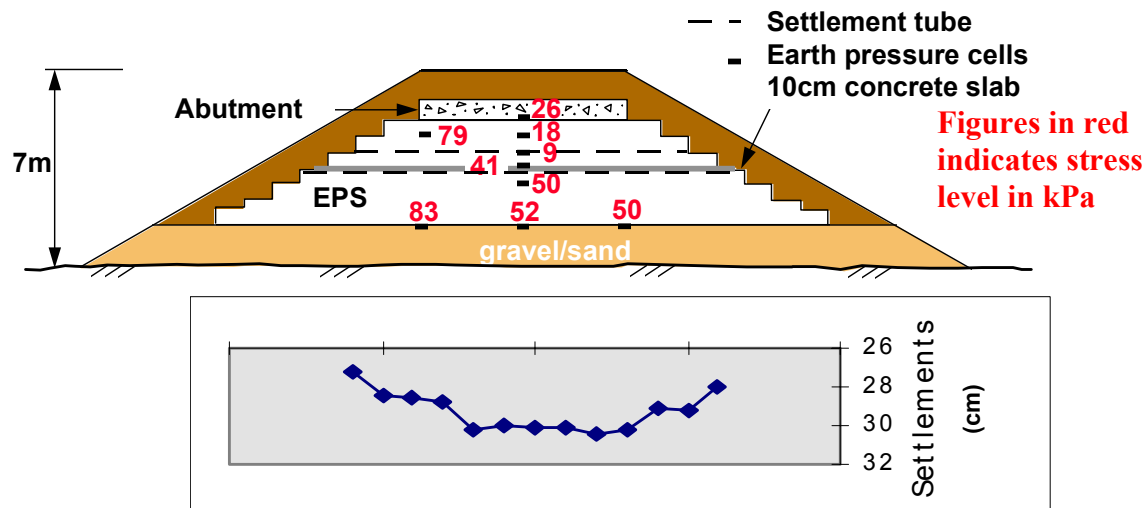 Settlement tube
Earth pressure cells
10cm concrete slab
Figures in red
indicates stress
level in kPa
Abutment
7m
26
79
18
9
41
50
EPS
83
52
50
gravel/sand
26
28
30
32
Settlements
(cm)